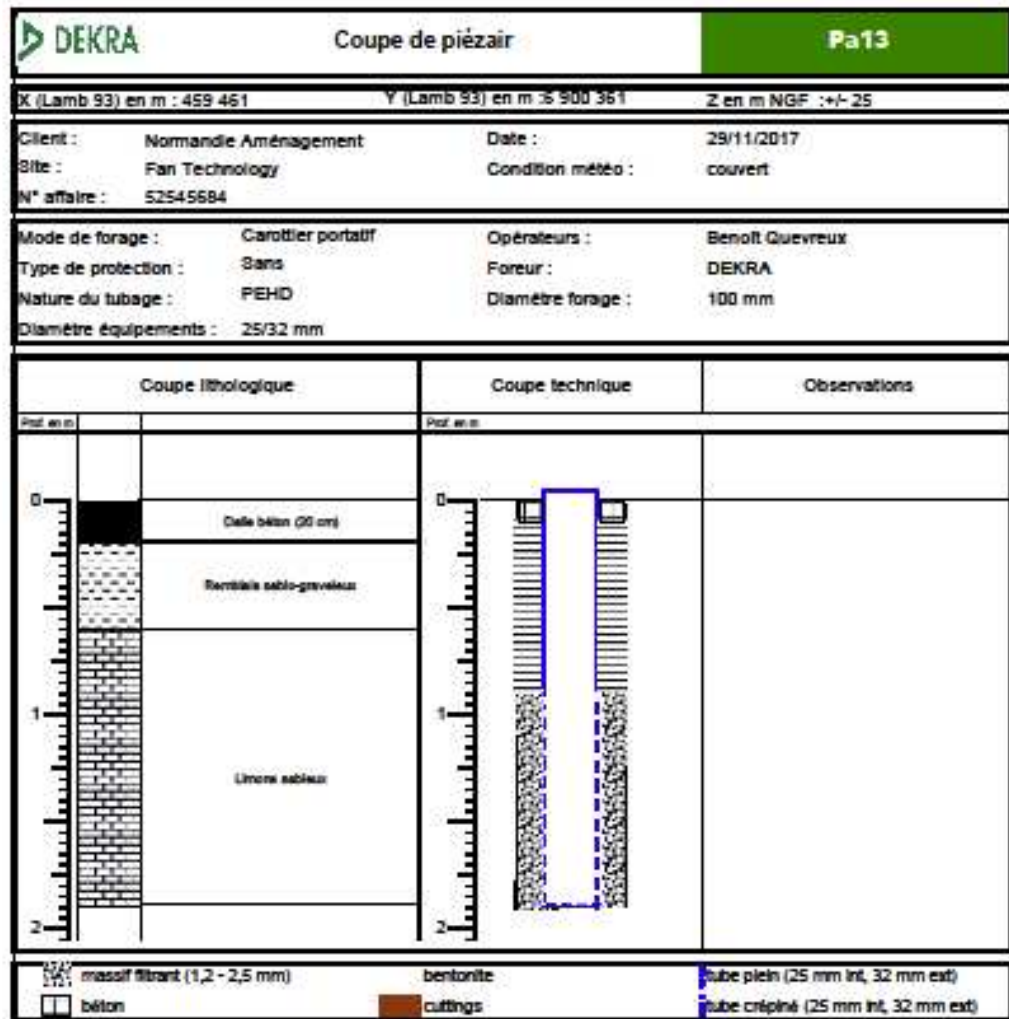 DEKRA Coupe de piézair Pa13
X (Lamb 93) en m : 459 461 Y (Lamb 93) en m :6 900 361 Z en m NGF :+/- 25
Client : Normandie Aménagement Date : 29/11/2017
Site : Fan Technology Condition météo : couvert
N° affaire : 52545684
Mode de forage : Carottier portatif Opérateurs : Benoît Quevreux
Type de protection : Sans Foreur : DEKRA
Nature du tubage : PEHD Diamètre forage : 100 mm
Diamètre équipements : 25/32 mm
Coupe lithologique Coupe technique Observations
Prof. en m Prof. en m
0 0
Dalle béton (20 cm)
Remblais sablo-graveleux
1 1
Limons sableux
2 2
massif filtrant (1,2 - 2,5 mm) bentonite tube plein (25 mm int, 32 mm ext)
béton cuttings tube crépiné (25 mm int, 32 mm ext)